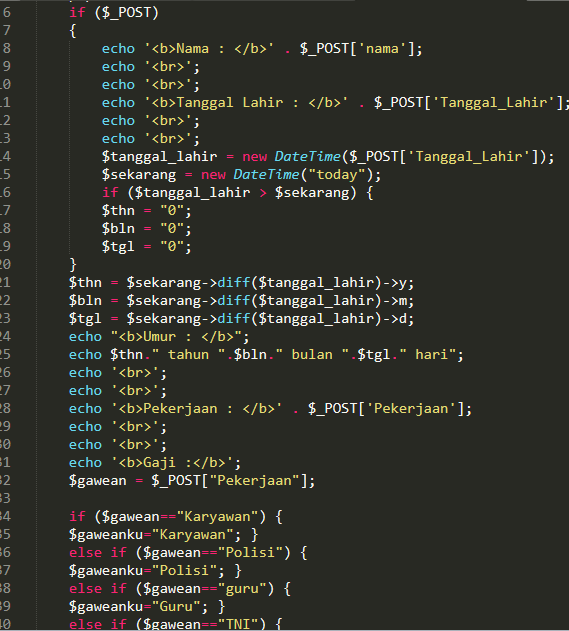 6 if ($_POST)
7 {
8 echo '<b>Nama : </b>' . $_POST['nama'];
9 echo '<br>';
10 echo '<br>';
11 echo '<b>Tanggal Lahir : </b>' . $_POST['Tanggal_Lahir'];
12 echo '<br>';
13 echo '<br>';
14 $tanggal_lahir = new DateTime($_POST['Tanggal_Lahir']);
15 $sekarang = new DateTime("today");
16 if ($tanggal_lahir > $sekarang) {
17 $thn = "0";
18 $bln = "0";
19 $tgl = "0";
20 }
21 $thn = $sekarang->diff($tanggal_lahir)->y;
22 $bln = $sekarang->diff($tanggal_lahir)->m;
23 $tgl = $sekarang->diff($tanggal_lahir)->d;
24 echo "<b>Umur : </b>";
25 echo $thn." tahun ".$bln." bulan ".$tgl." hari";
26 echo '<br>';
27 echo '<br>';
28 echo '<b>Pekerjaan : </b>' . $_POST['Pekerjaan'];
29 echo '<br>';
30 echo '<br>';
31 echo '<b>Gaji :</b>';
32 $gawean = $_POST["Pekerjaan"];
33
34 if ($gawean=="Karyawan") {
35 $gaweanku="Karyawan"; }
36 else if ($gawean=="Polisi") {
37 $gaweanku="Polisi"; }
38 else if ($gawean=="guru") {
39 $gaweanku="Guru"; }
40 else if ($gawean=="TNI") {